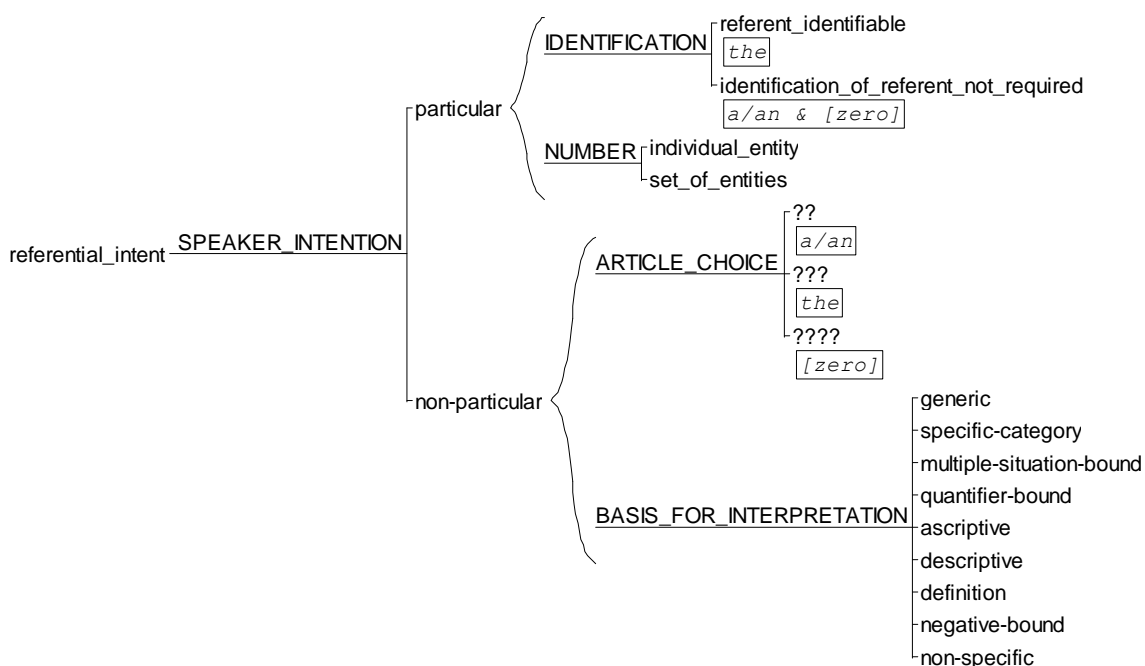 referential_intent
SPEAKER_INTENTION
particular
IDENTIFICATION
referent_identifiable
the
identification_of_referent_not_required
a/an & [zero]
NUMBER
individual_entity
set_of_entities
non-particular
ARTICLE_CHOICE
??
a/an
???
the
????
[zero]
BASIS_FOR_INTERPRETATION
generic
specific-category
multiple-situation-bound
quantifier-bound
ascriptive
descriptive
definition
negative-bound
non-specific